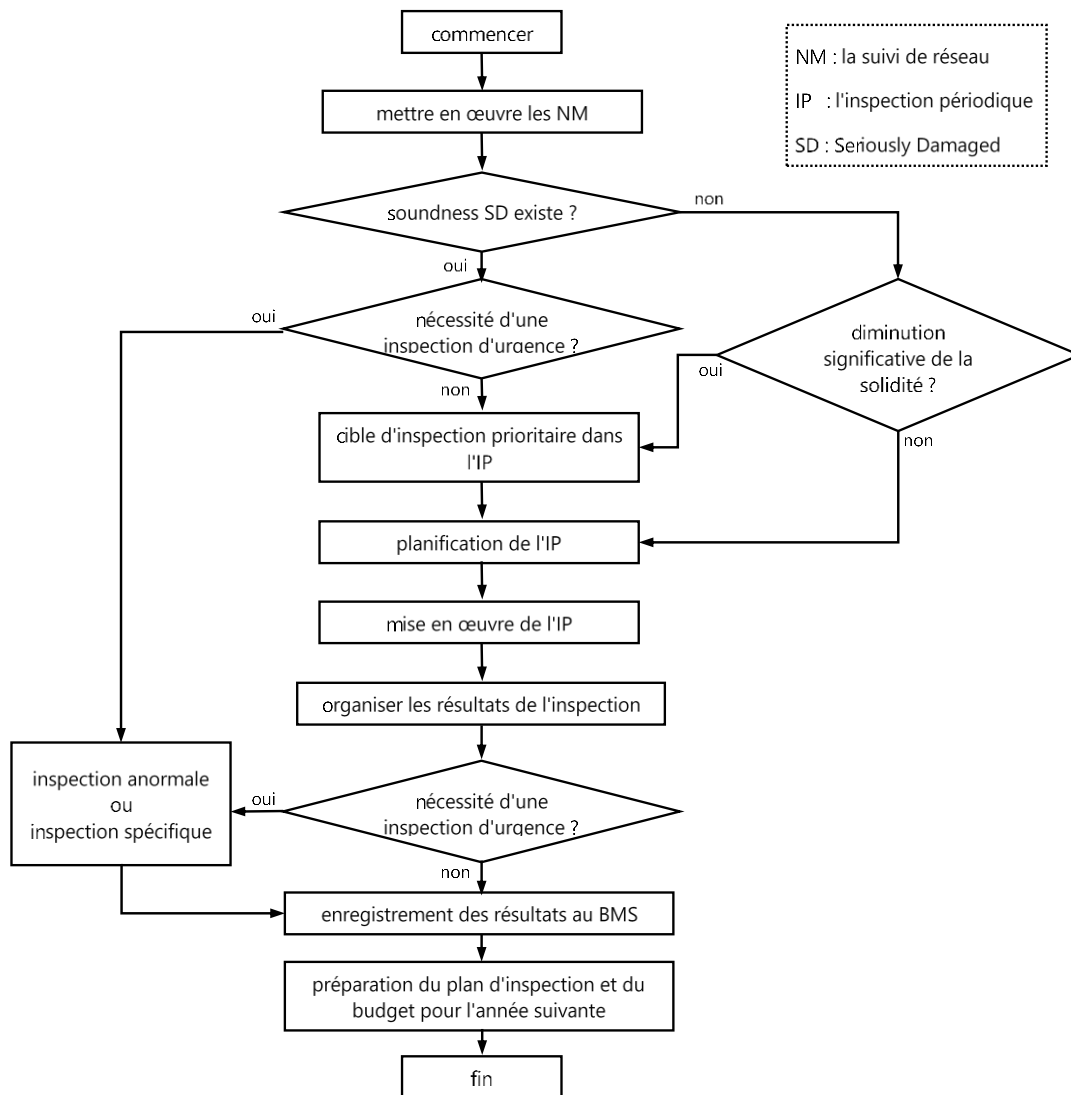 commencer
NM : la suivi de réseau
IP : l'inspection périodique
SD : Seriously Damaged
mettre en œuvre les NM
soundness SD existe ?
non
oui
oui
nécessité d'une
inspection d'urgence ?
diminution
significative de la
solidité ?
oui
non
non
cible d'inspection prioritaire dans
l'IP
planification de l'IP
mise en œuvre de l'IP
organiser les résultats de l'inspection
inspection anormale
ou
inspection spécifique
oui
nécessité d'une
inspection d'urgence ?
non
enregistrement des résultats au BMS
préparation du plan d'inspection et du
budget pour l'année suivante
fin